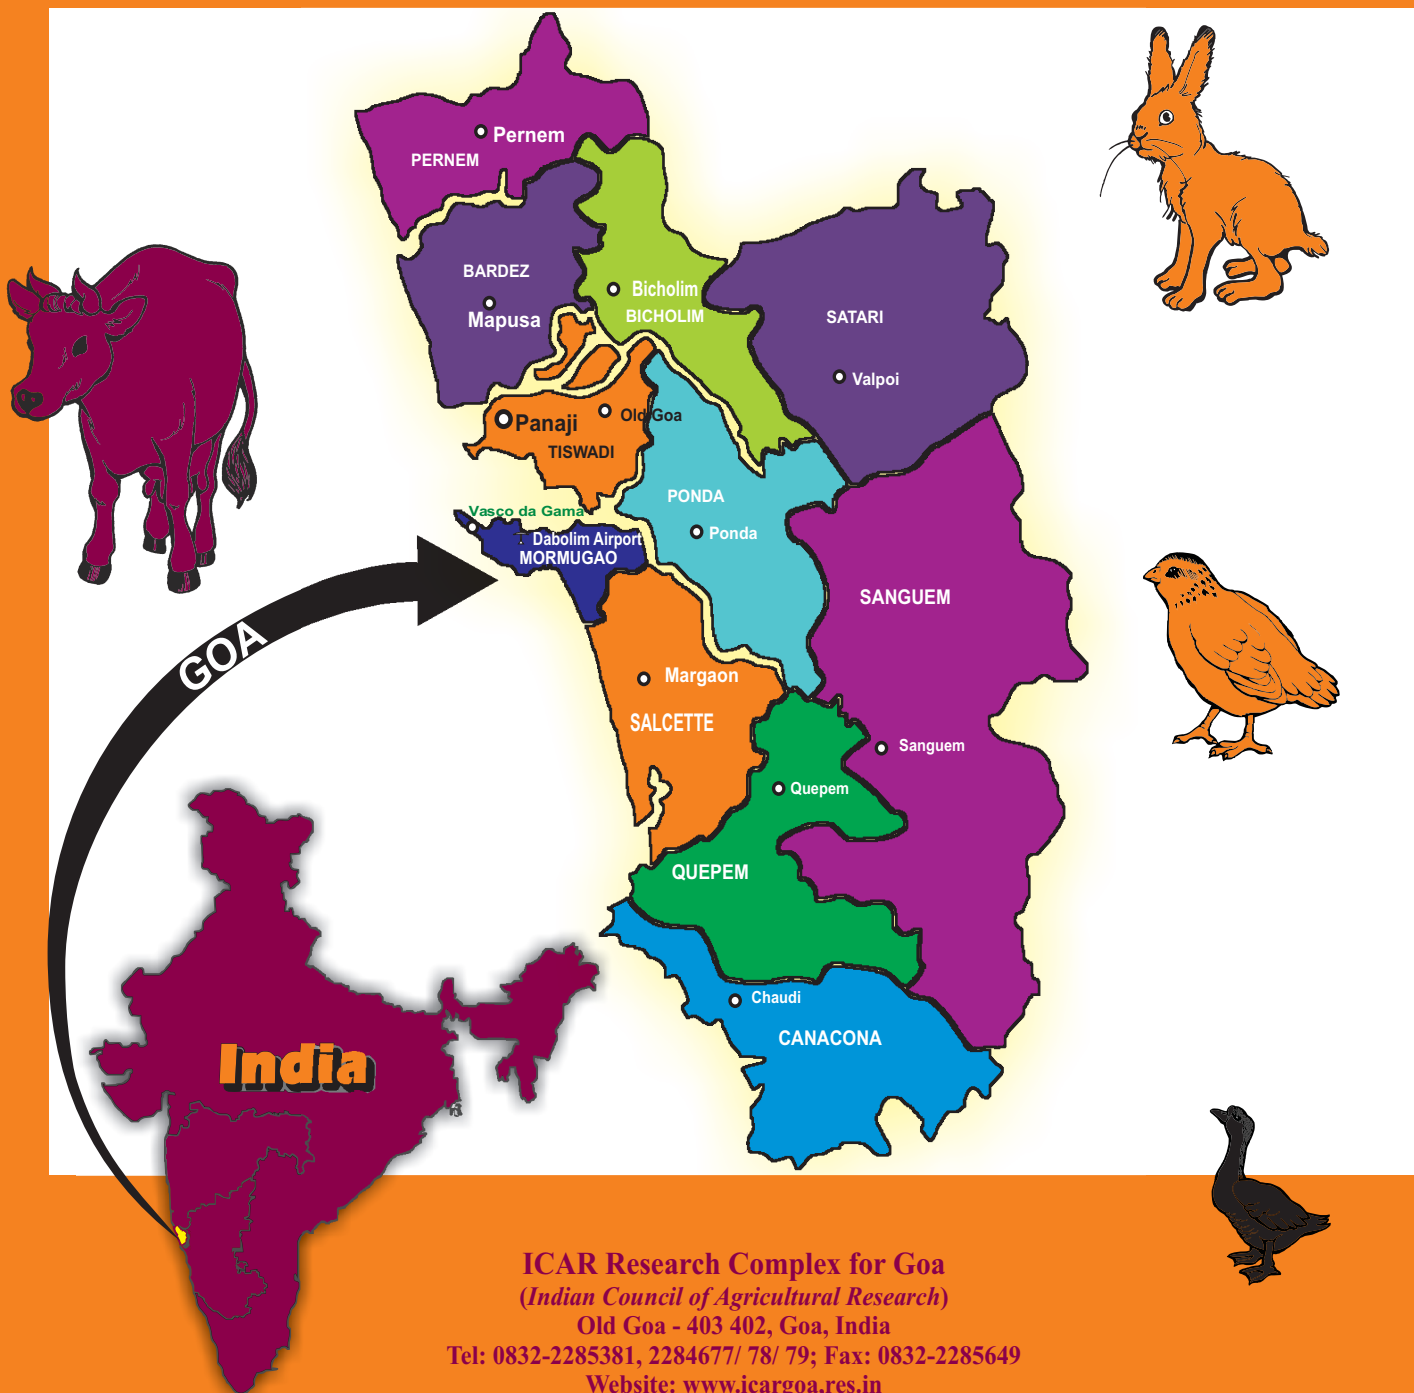 Pernem
PERNEM
BARDEZ
Mapusa
Bicholim
BICHOLIM
SATARI
Valpoi
Panaji
Old Goa
TISWADI
PONDA
Ponda
Vasco da Gama
Dabolim Airport
MORMUGAO
SANGUEM
GOA
Margaon
SALCETTE
Sanguem
Quepem
QUEPEM
Chaudi
CANACONA
India
ICAR Research Complex for Goa
(Indian Council of Agricultural Research)
Old Goa - 403 402, Goa, India
Tel: 0832-2285381, 2284677/ 78/ 79; Fax: 0832-2285649
Website: www.icargoa,res.in